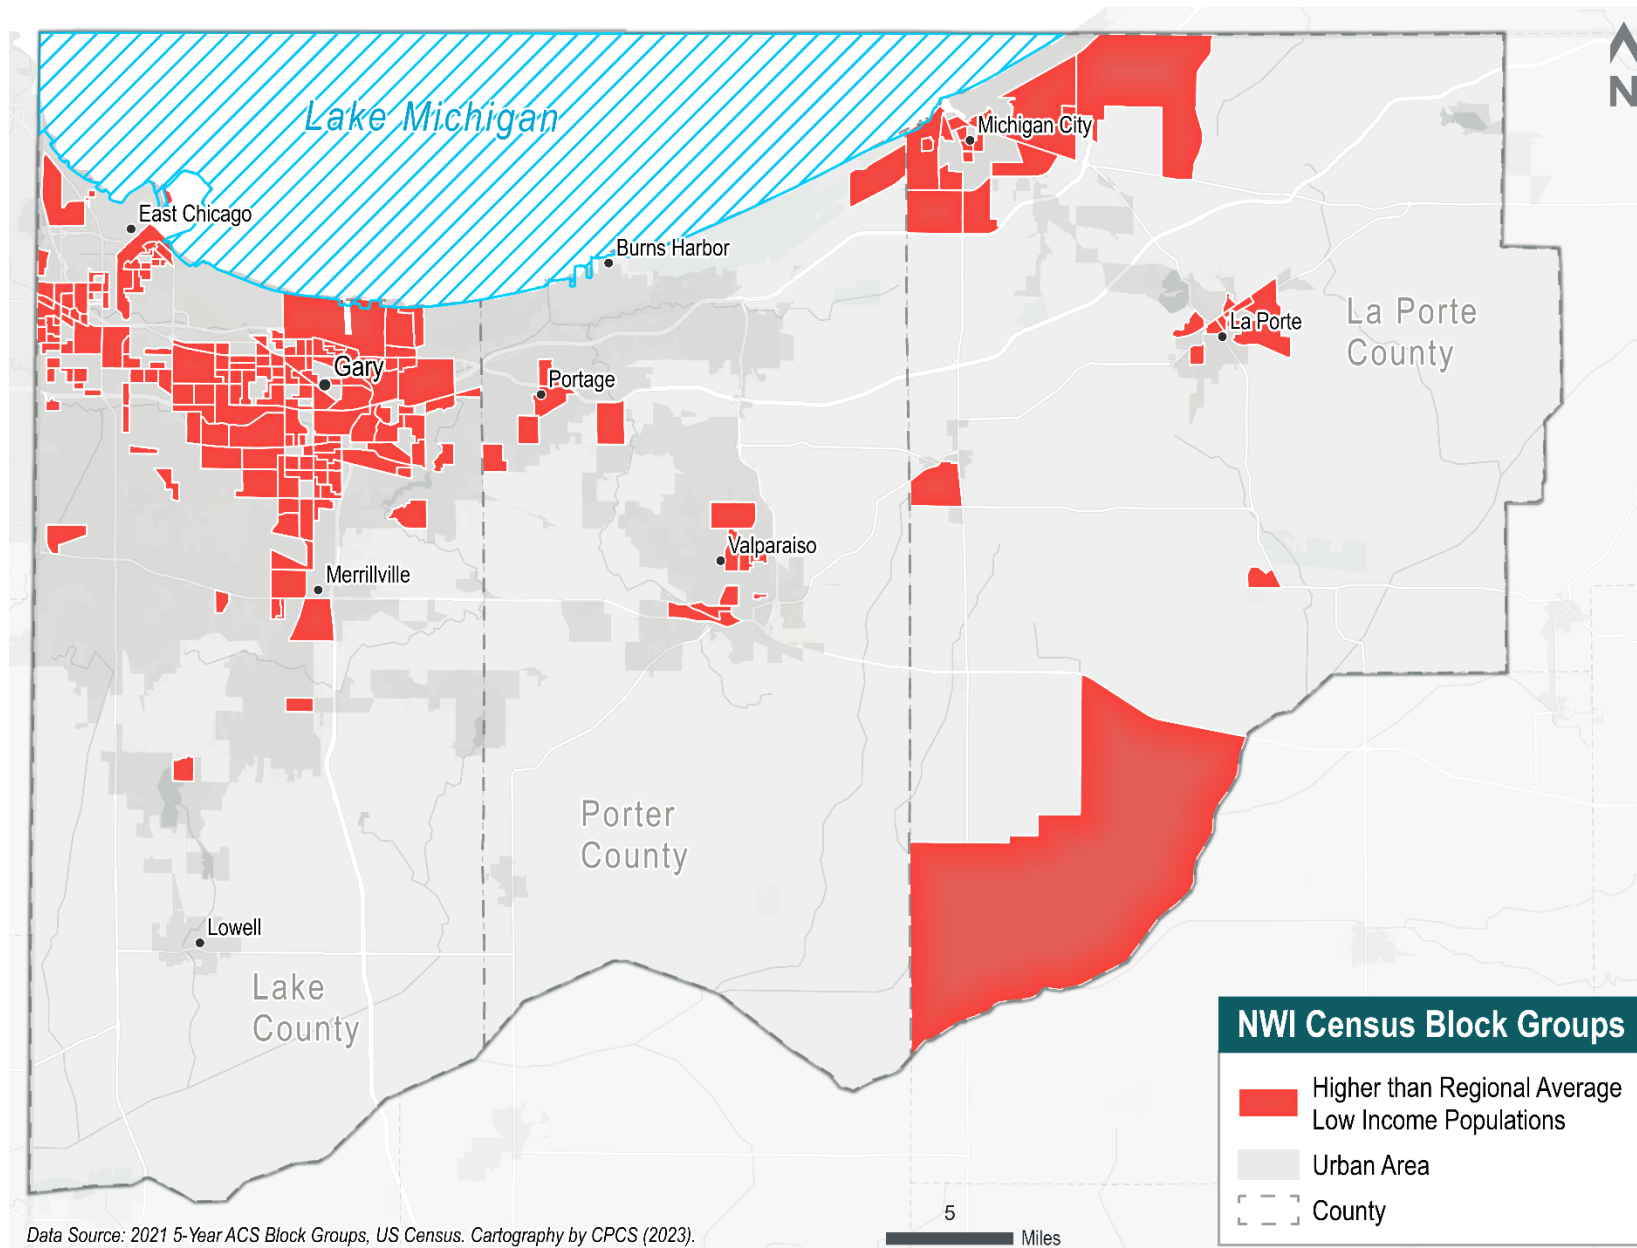 N
Lake Michigan
Michigan City
East Chicago
Burns Harbor
La Porte
County
La Porte
Gary
Portage
Valparaiso
Merrillville
Porter
County
Lowell
Lake
County
NWI Census Block Groups
Higher than Regional Average
Low Income Populations
Urban Area
County
5
Miles
Data Source: 2021 5-Year ACS Block Groups, US Census. Cartography by CPCS (2023).